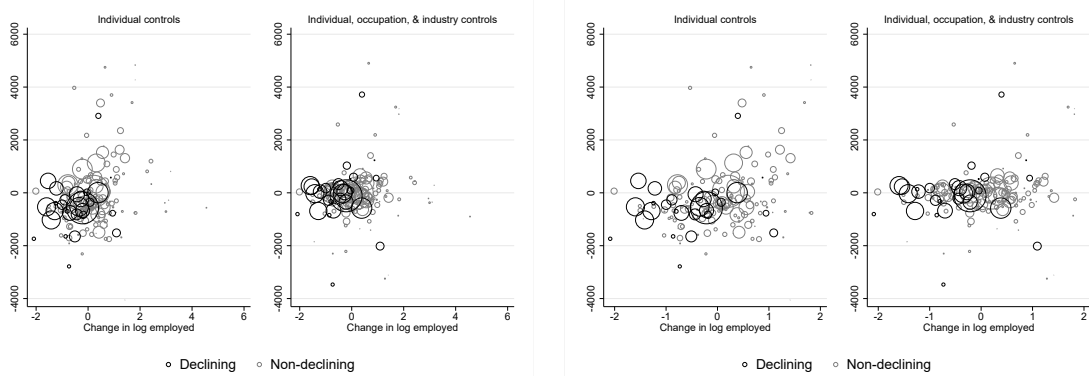 Individual controls
Individual, occupation, & industry controls
Individual controls
Individual, occupation, & industry controls
6000
4000
2000
0
-2000
-4000
-2 0 2 4 6
Change in log employed
6000
4000
2000
0
-2000
-4000
-2 0 2 4 6
Change in log employed
6000
4000
2000
0
-2000
-4000
-2 -1 0 1 2
Change in log employed
6000
4000
2000
0
-2000
-4000
-2 -1 0 1 2
Change in log employed
Declining Non-declining
Declining Non-declining